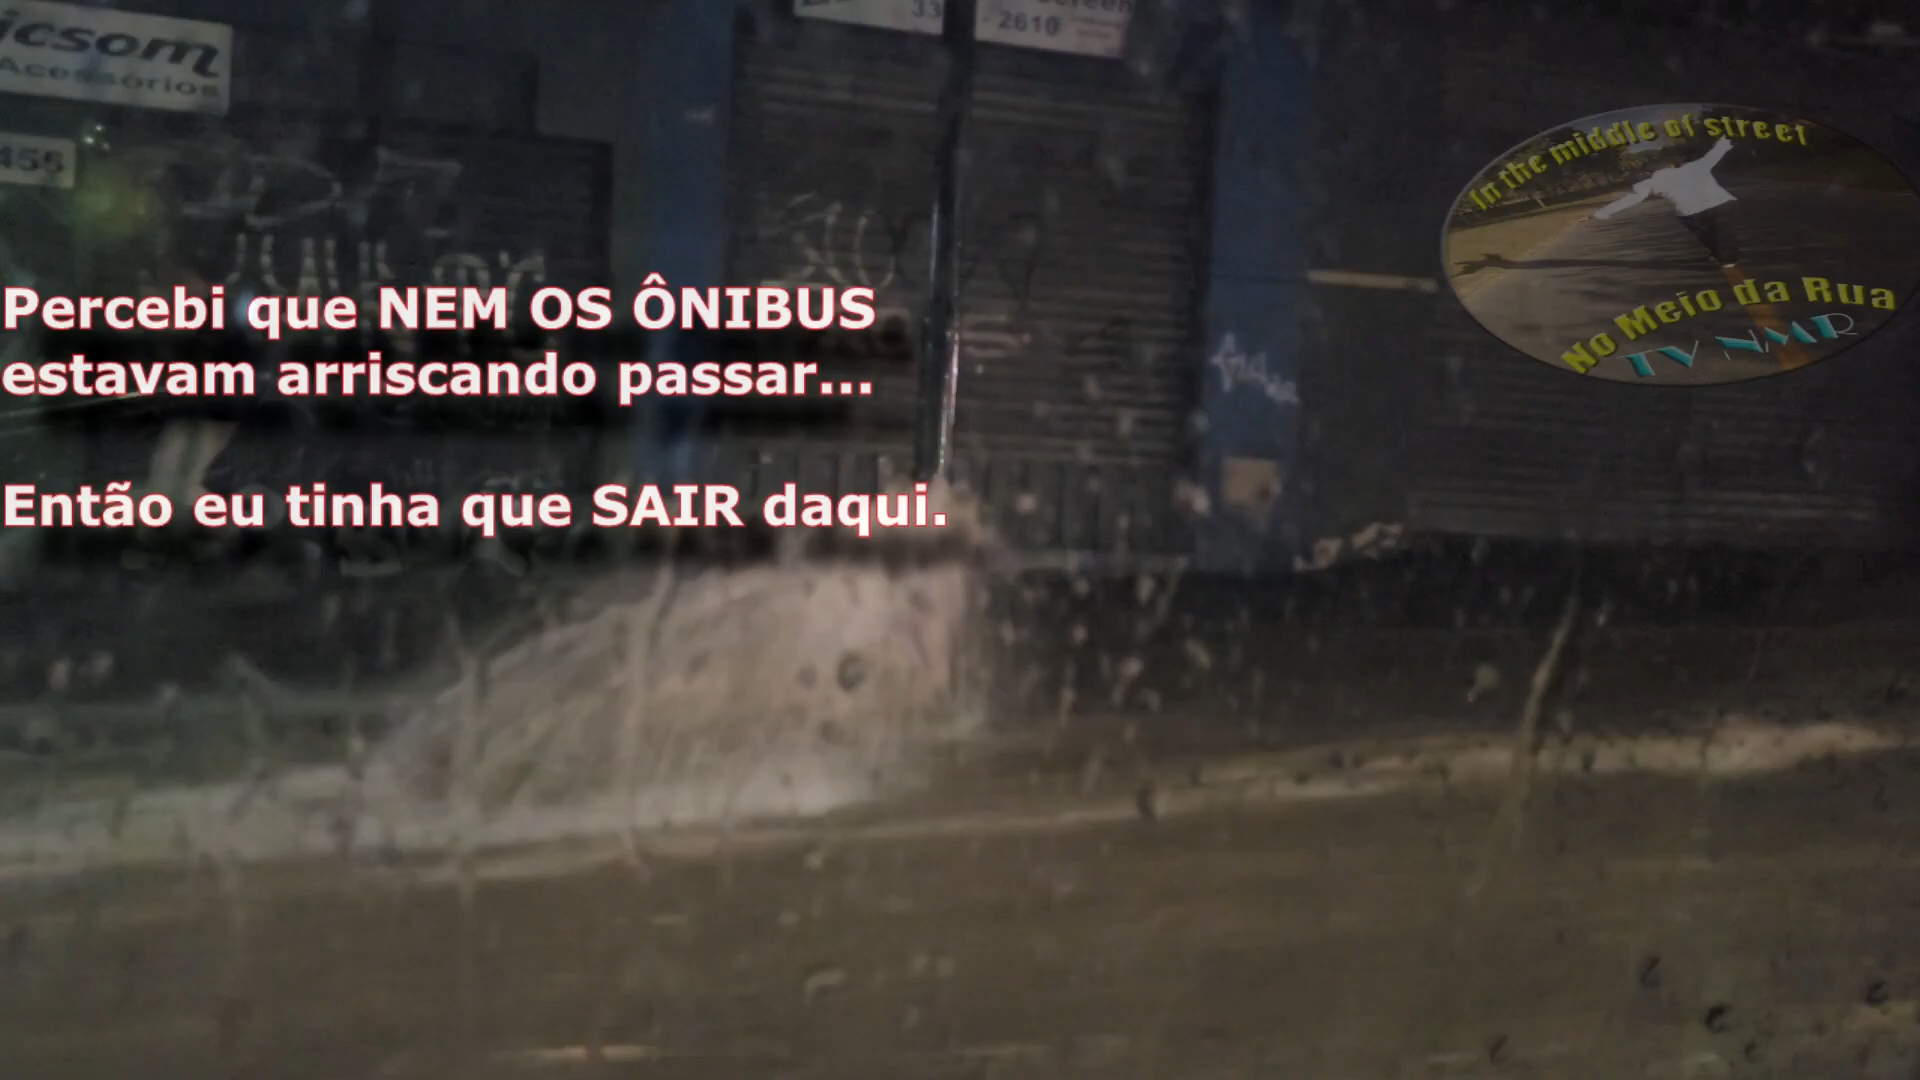 icsom
Acessórios
455
33 - 2610
In the middle of street
No Meio da Rua
TV NMR
Percebi que NEM OS ÔNIBUS
estavam arriscando passar...
Então eu tinha que SAIR daqui.